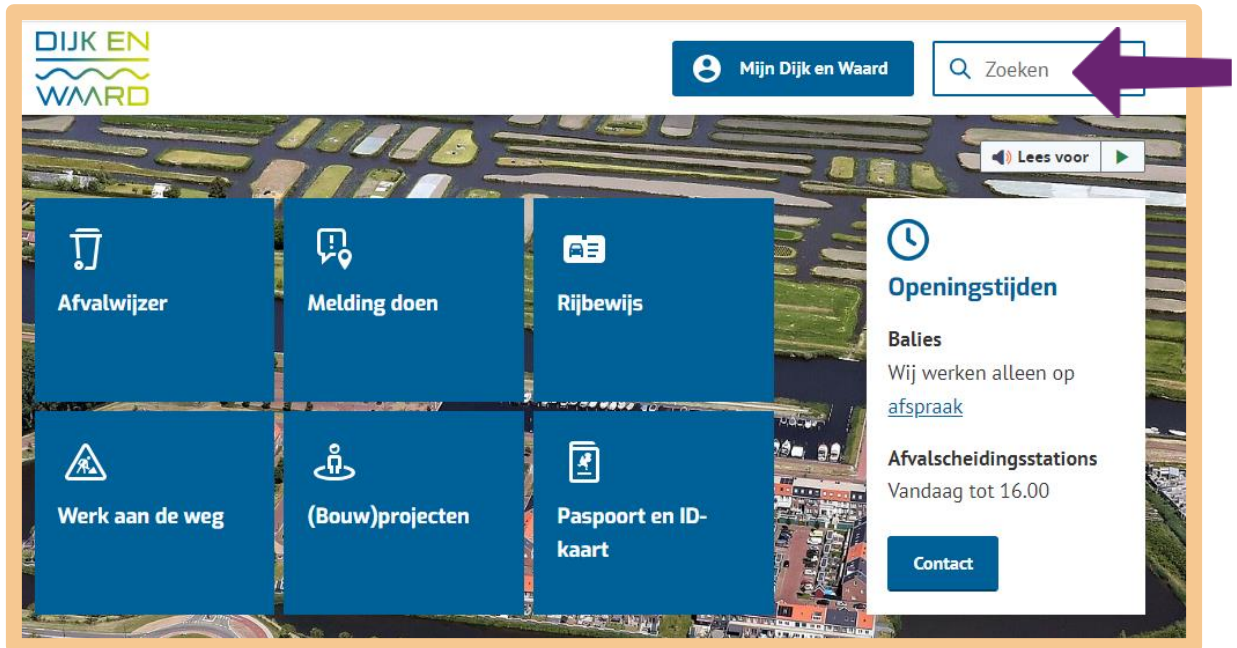 DIJK EN
WAARD
Mijn Dijk en Waard
Zoeken
Lees voor
Afvalwijzer
Melding doen
Rijbewijs
Openingstijden
Balies
Wij werken alleen op
afspraak
Afvalscheidingsstations
Vandaag tot 16.00
Contact
Werk aan de weg
(Bouw)projecten
Paspoort en ID-
kaart